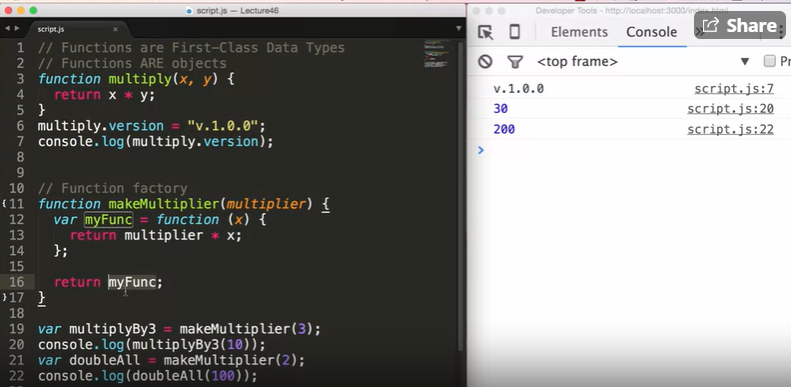 script.js — Lecture46
script.js
1 // Functions are First-Class Data Types
2 // Functions ARE objects
3 function multiply(x, y) {
4 return x * y;
5 }
6 multiply.version = "v.1.0.0";
7 console.log(multiply.version);
8
9
10 // Function factory
11 function makeMultiplier(multiplier) {
12 var myFunc = function (x) {
13 return multiplier * x;
14 };
15
16 return myFunc;
17 }
18
19 var multiplyBy3 = makeMultiplier(3);
20 console.log(multiplyBy3(10));
21 var doubleAll = makeMultiplier(2);
22 console.log(doubleAll(100));
Developer Tools - http://localhost:3000/index.html
Share
Elements Console »
<top frame> ▼ Pr
v.1.0.0 script.js:7
30 script.js:20
200 script.js:22
>